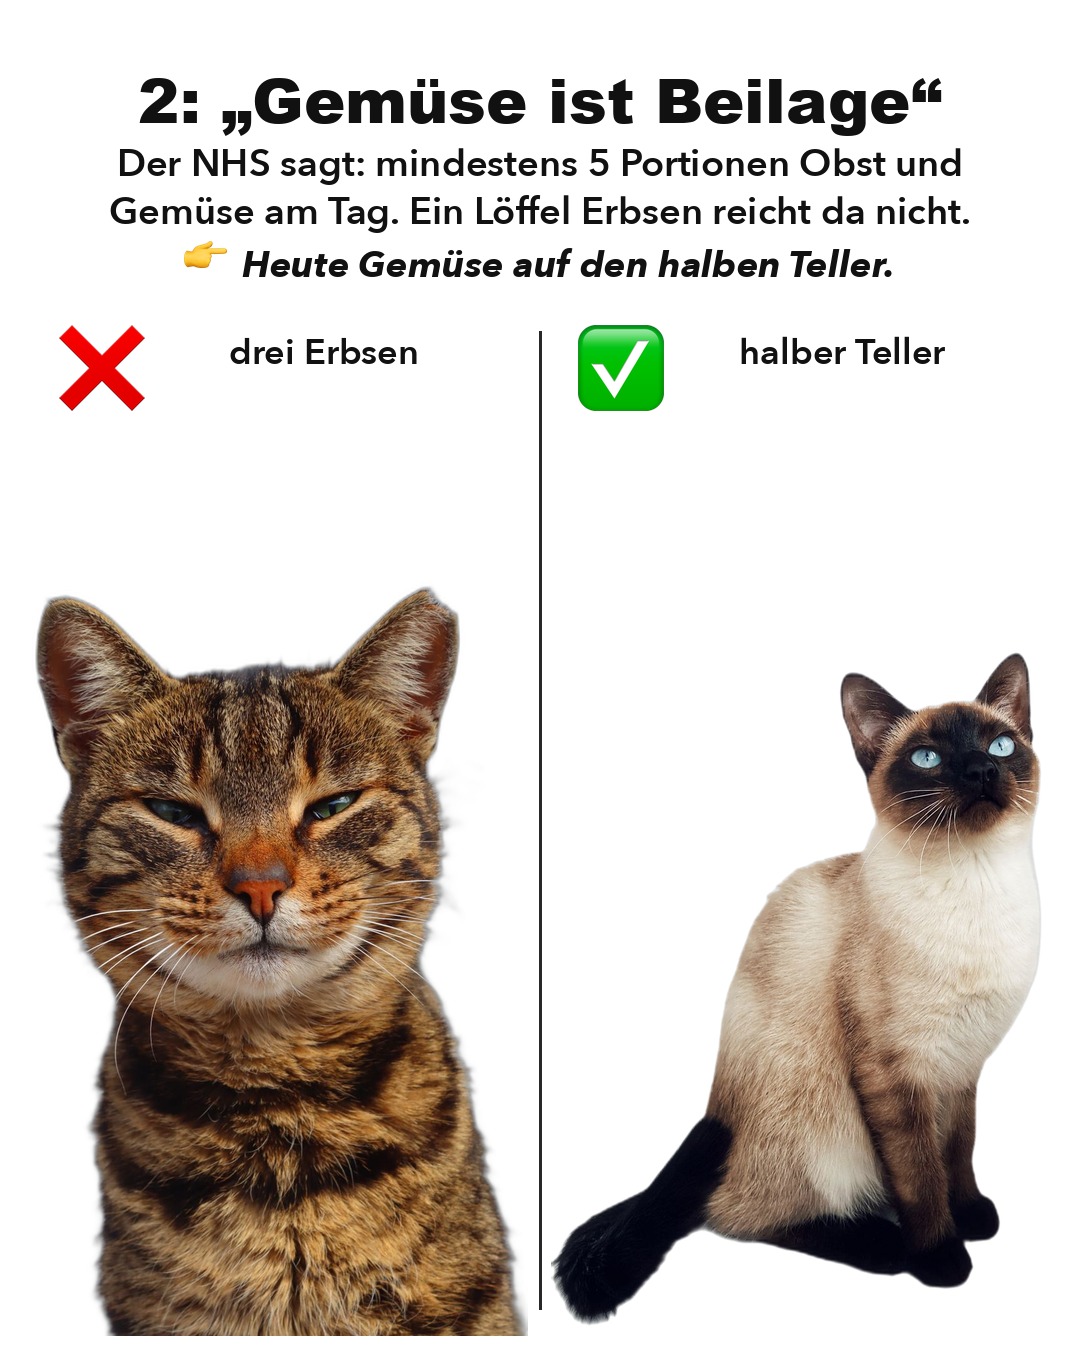 2: „Gemüse ist Beilage“
Der NHS sagt: mindestens 5 Portionen Obst und
Gemüse am Tag. Ein Löffel Erbsen reicht da nicht.
👉 Heute Gemüse auf den halben Teller.
❌ drei Erbsen
✅ halber Teller